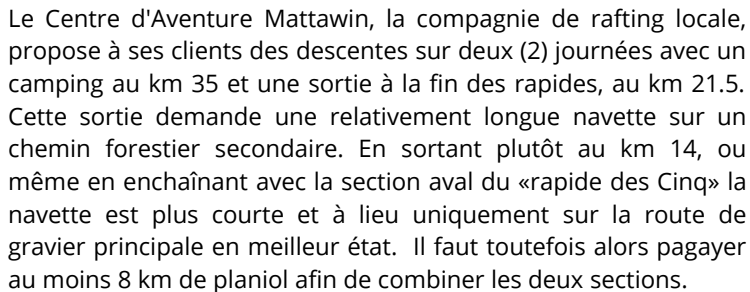 Le Centre d'Aventure Mattawin, la compagnie de rafting locale,
propose à ses clients des descentes sur deux (2) journées avec un
camping au km 35 et une sortie à la fin des rapides, au km 21.5.
Cette sortie demande une relativement longue navette sur un
chemin forestier secondaire. En sortant plutôt au km 14, ou
même en enchaînant avec la section aval du «rapide des Cinq» la
navette est plus courte et à lieu uniquement sur la route de
gravier principale en meilleur état.  Il faut toutefois alors pagayer
au moins 8 km de planiol afin de combiner les deux sections.